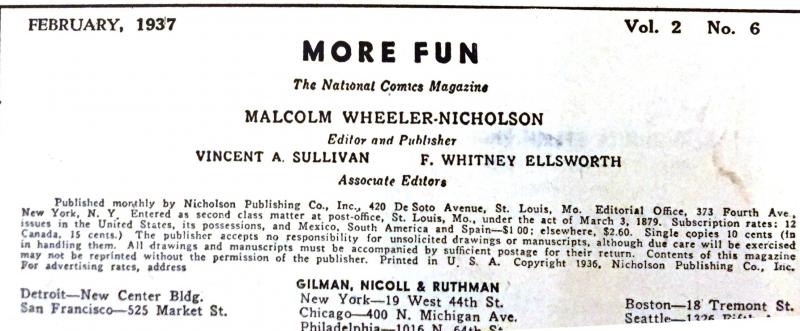 FEBRUARY, 1937 Vol. 2 No. 6
MORE FUN
The National Comics Magazine
MALCOLM WHEELER-NICHOLSON
Editor and Publisher
VINCENT A. SULLIVAN F. WHITNEY ELLSWORTH
Associate Editors
Published monthly by Nicholson Publishing Co., Inc., 420 De Soto Avenue, St. Louis, Mo. Editorial Office, 373 Fourth Ave.,
New York, N. Y. Entered as second class matter at post-office, St. Louis, Mo., under the act of March 3, 1879. Subscription rates: 12
issues in the United States, its possessions, and Mexico, South America and Spain—$1.00; elsewhere, $2.60. Single copies 10 cents (in
Canada, 15 cents.) The publisher accepts no responsibility for unsolicited drawings or manuscripts, although due care will be exercised
in handling them. All drawings and manuscripts must be accompanied by sufficient postage for their return. Contents of this magazine
may not be reprinted without the permission of the publisher. Printed in U. S. A. Copyright 1936, Nicholson Publishing Co., Inc.
For advertising rates, address
GILMAN, NICOLL & RUTHMAN
Detroit—New Center Bldg. New York—19 West 44th St. Boston—18 Tremont St.
San Francisco—525 Market St. Chicago—400 N. Michigan Ave. Seattle—1326
Philadelphia—1016 N. 64th St.